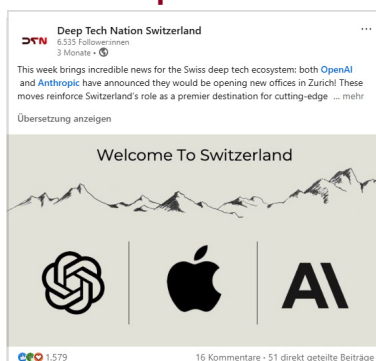 DTN
Deep Tech Nation Switzerland
6.535 Follower:innen
3 Monate •
This week brings incredible news for the Swiss deep tech ecosystem: both OpenAI
and Anthropic have announced they would be opening new offices in Zurich! These
moves reinforce Switzerland's role as a premier destination for cutting-edge ... mehr
Übersetzung anzeigen
Welcome To Switzerland
AI
1.579
16 Kommentare • 51 direkt geteilte Beiträge